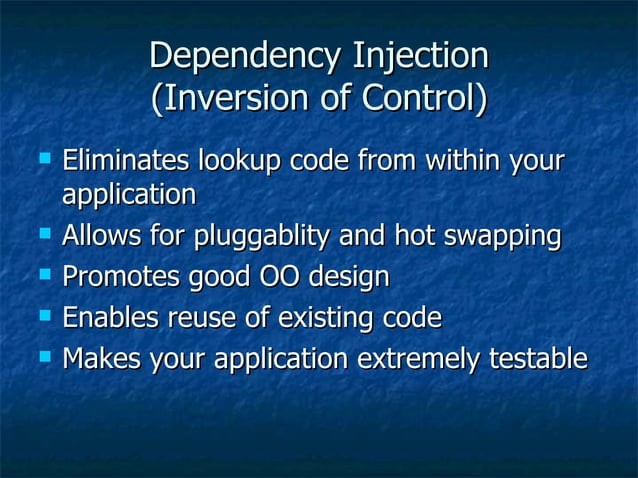 Dependency Injection
(Inversion of Control)
Eliminates lookup code from within your
application
Allows for pluggablity and hot swapping
Promotes good OO design
Enables reuse of existing code
Makes your application extremely testable